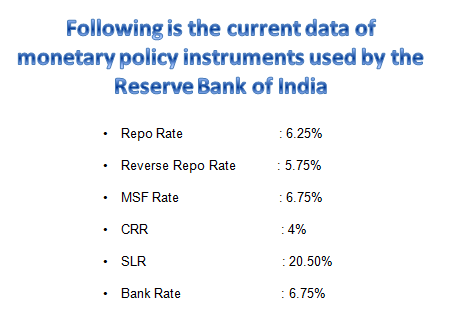 Following is the current data of
monetary policy instruments used by the
Reserve Bank of India
• Repo Rate : 6.25%
• Reverse Repo Rate : 5.75%
• MSF Rate : 6.75%
• CRR : 4%
• SLR : 20.50%
• Bank Rate : 6.75%